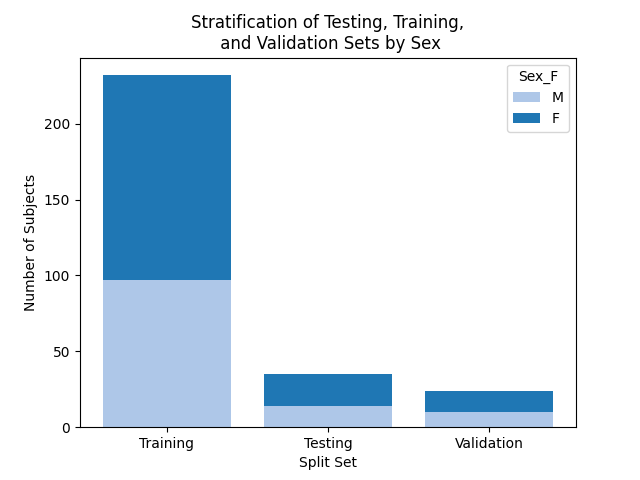 Stratification of Testing, Training,
and Validation Sets by Sex
Sex_F
M
F
Number of Subjects
200
150
100
50
0
Training Testing Validation
Split Set